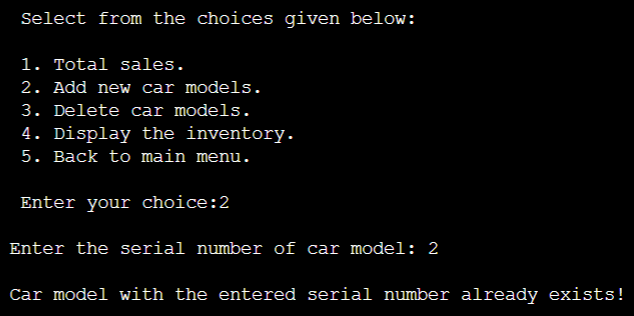 Select from the choices given below:
1. Total sales.
2. Add new car models.
3. Delete car models.
4. Display the inventory.
5. Back to main menu.
Enter your choice:2
Enter the serial number of car model: 2
Car model with the entered serial number already exists!